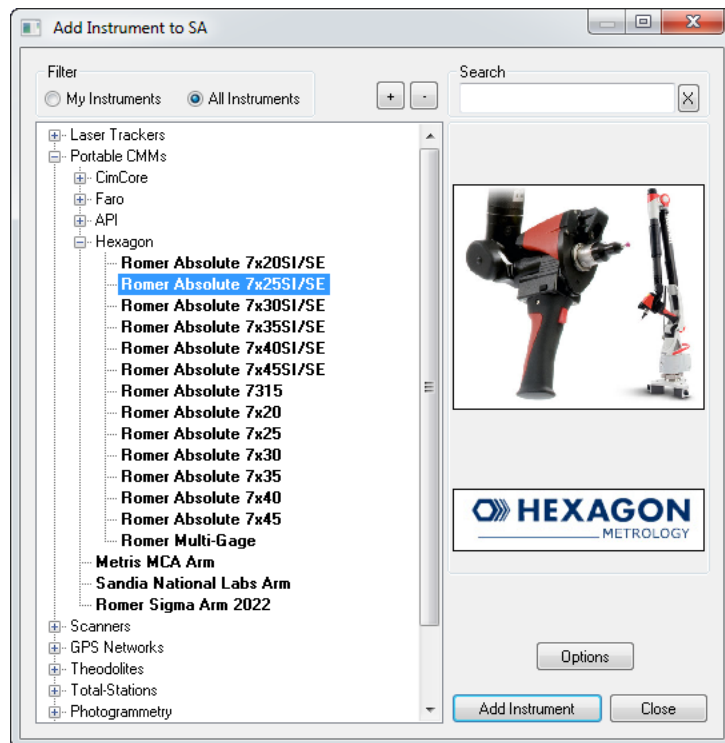 Add Instrument to SA
Filter
My Instruments
All Instruments
+
-
Search
X
Laser Trackers
Portable CMMs
CimCore
Faro
API
Hexagon
Romer Absolute 7x20SI/SE
Romer Absolute 7x25SI/SE
Romer Absolute 7x30SI/SE
Romer Absolute 7x35SI/SE
Romer Absolute 7x40SI/SE
Romer Absolute 7x45SI/SE
Romer Absolute 7315
Romer Absolute 7x20
Romer Absolute 7x25
Romer Absolute 7x30
Romer Absolute 7x35
Romer Absolute 7x40
Romer Absolute 7x45
Romer Multi-Gage
Metris MCA Arm
Sandia National Labs Arm
Romer Sigma Arm 2022
Scanners
GPS Networks
Theodolites
Total-Stations
Photogrammetry
HEXAGON
METROLOGY
Options
Add Instrument
Close